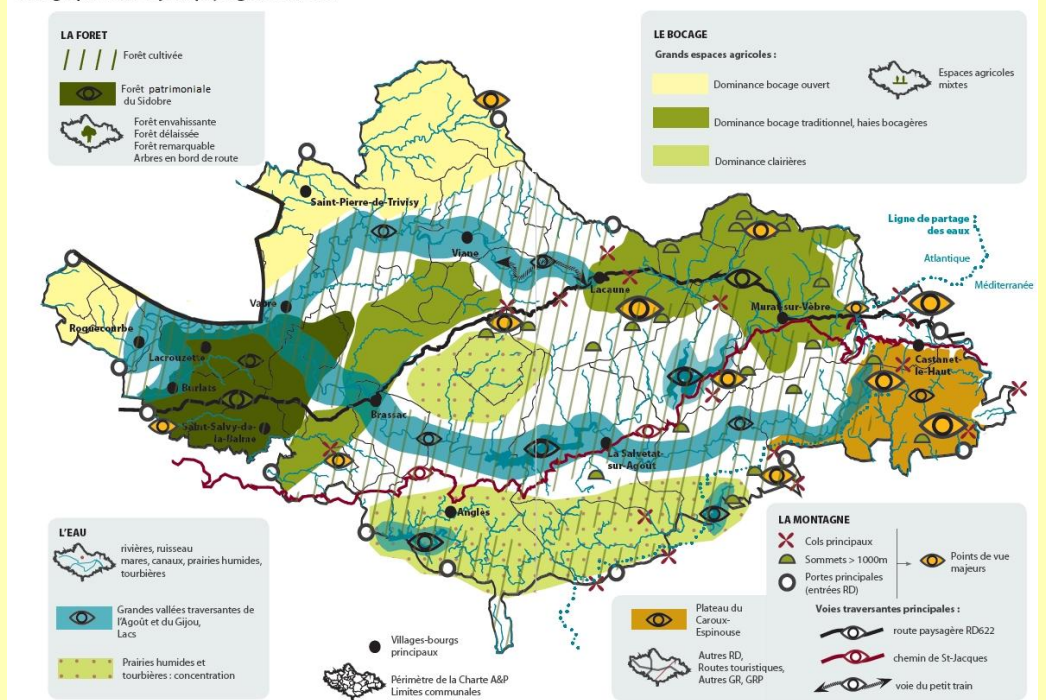 LA FORET
Forêt cultivée
Forêt patrimoniale
du Sidobre
Forêt envahissante
Forêt délaissée
Forêt remarquable
Arbres en bord de route
LE BOCAGE
Grands espaces agricoles :
Dominance bocage ouvert
Dominance bocage traditionnel, haies bocagères
Dominance clairières
Espaces agricoles
mixtes
Saint-Pierre-de-Trivisy
Viane
Vabre
Lacaune
Murat-sur-Vèbre
Ligne de partage
des eaux
Atlantique
Méditerranée
Roquecourbe
Lacrouzette
Burlats
Saint-Salvy-de-
la-Balme
Brassac
Castanet-
le-Haut
La Salvetat-
sur-Agoût
Anglès
L'EAU
rivières, ruisseau
mares, canaux, prairies humides,
tourbières
Grandes vallées traversantes de
l'Agoût et du Gijou,
Lacs
Prairies humides et
tourbières : concentration
Villages-bourgs
principaux
Périmètre de la Charte A&P
Limites communales
LA MONTAGNE
Cols principaux
Sommets > 1000m
Portes principales
(entrées RD)
Points de vue
majeurs
Plateau du
Caroux-
Espinouse
Autres RD,
Routes touristiques,
Autres GR, GRP
Voies traversantes principales :
route paysagère RD622
chemin de St-Jacques
voie du petit train